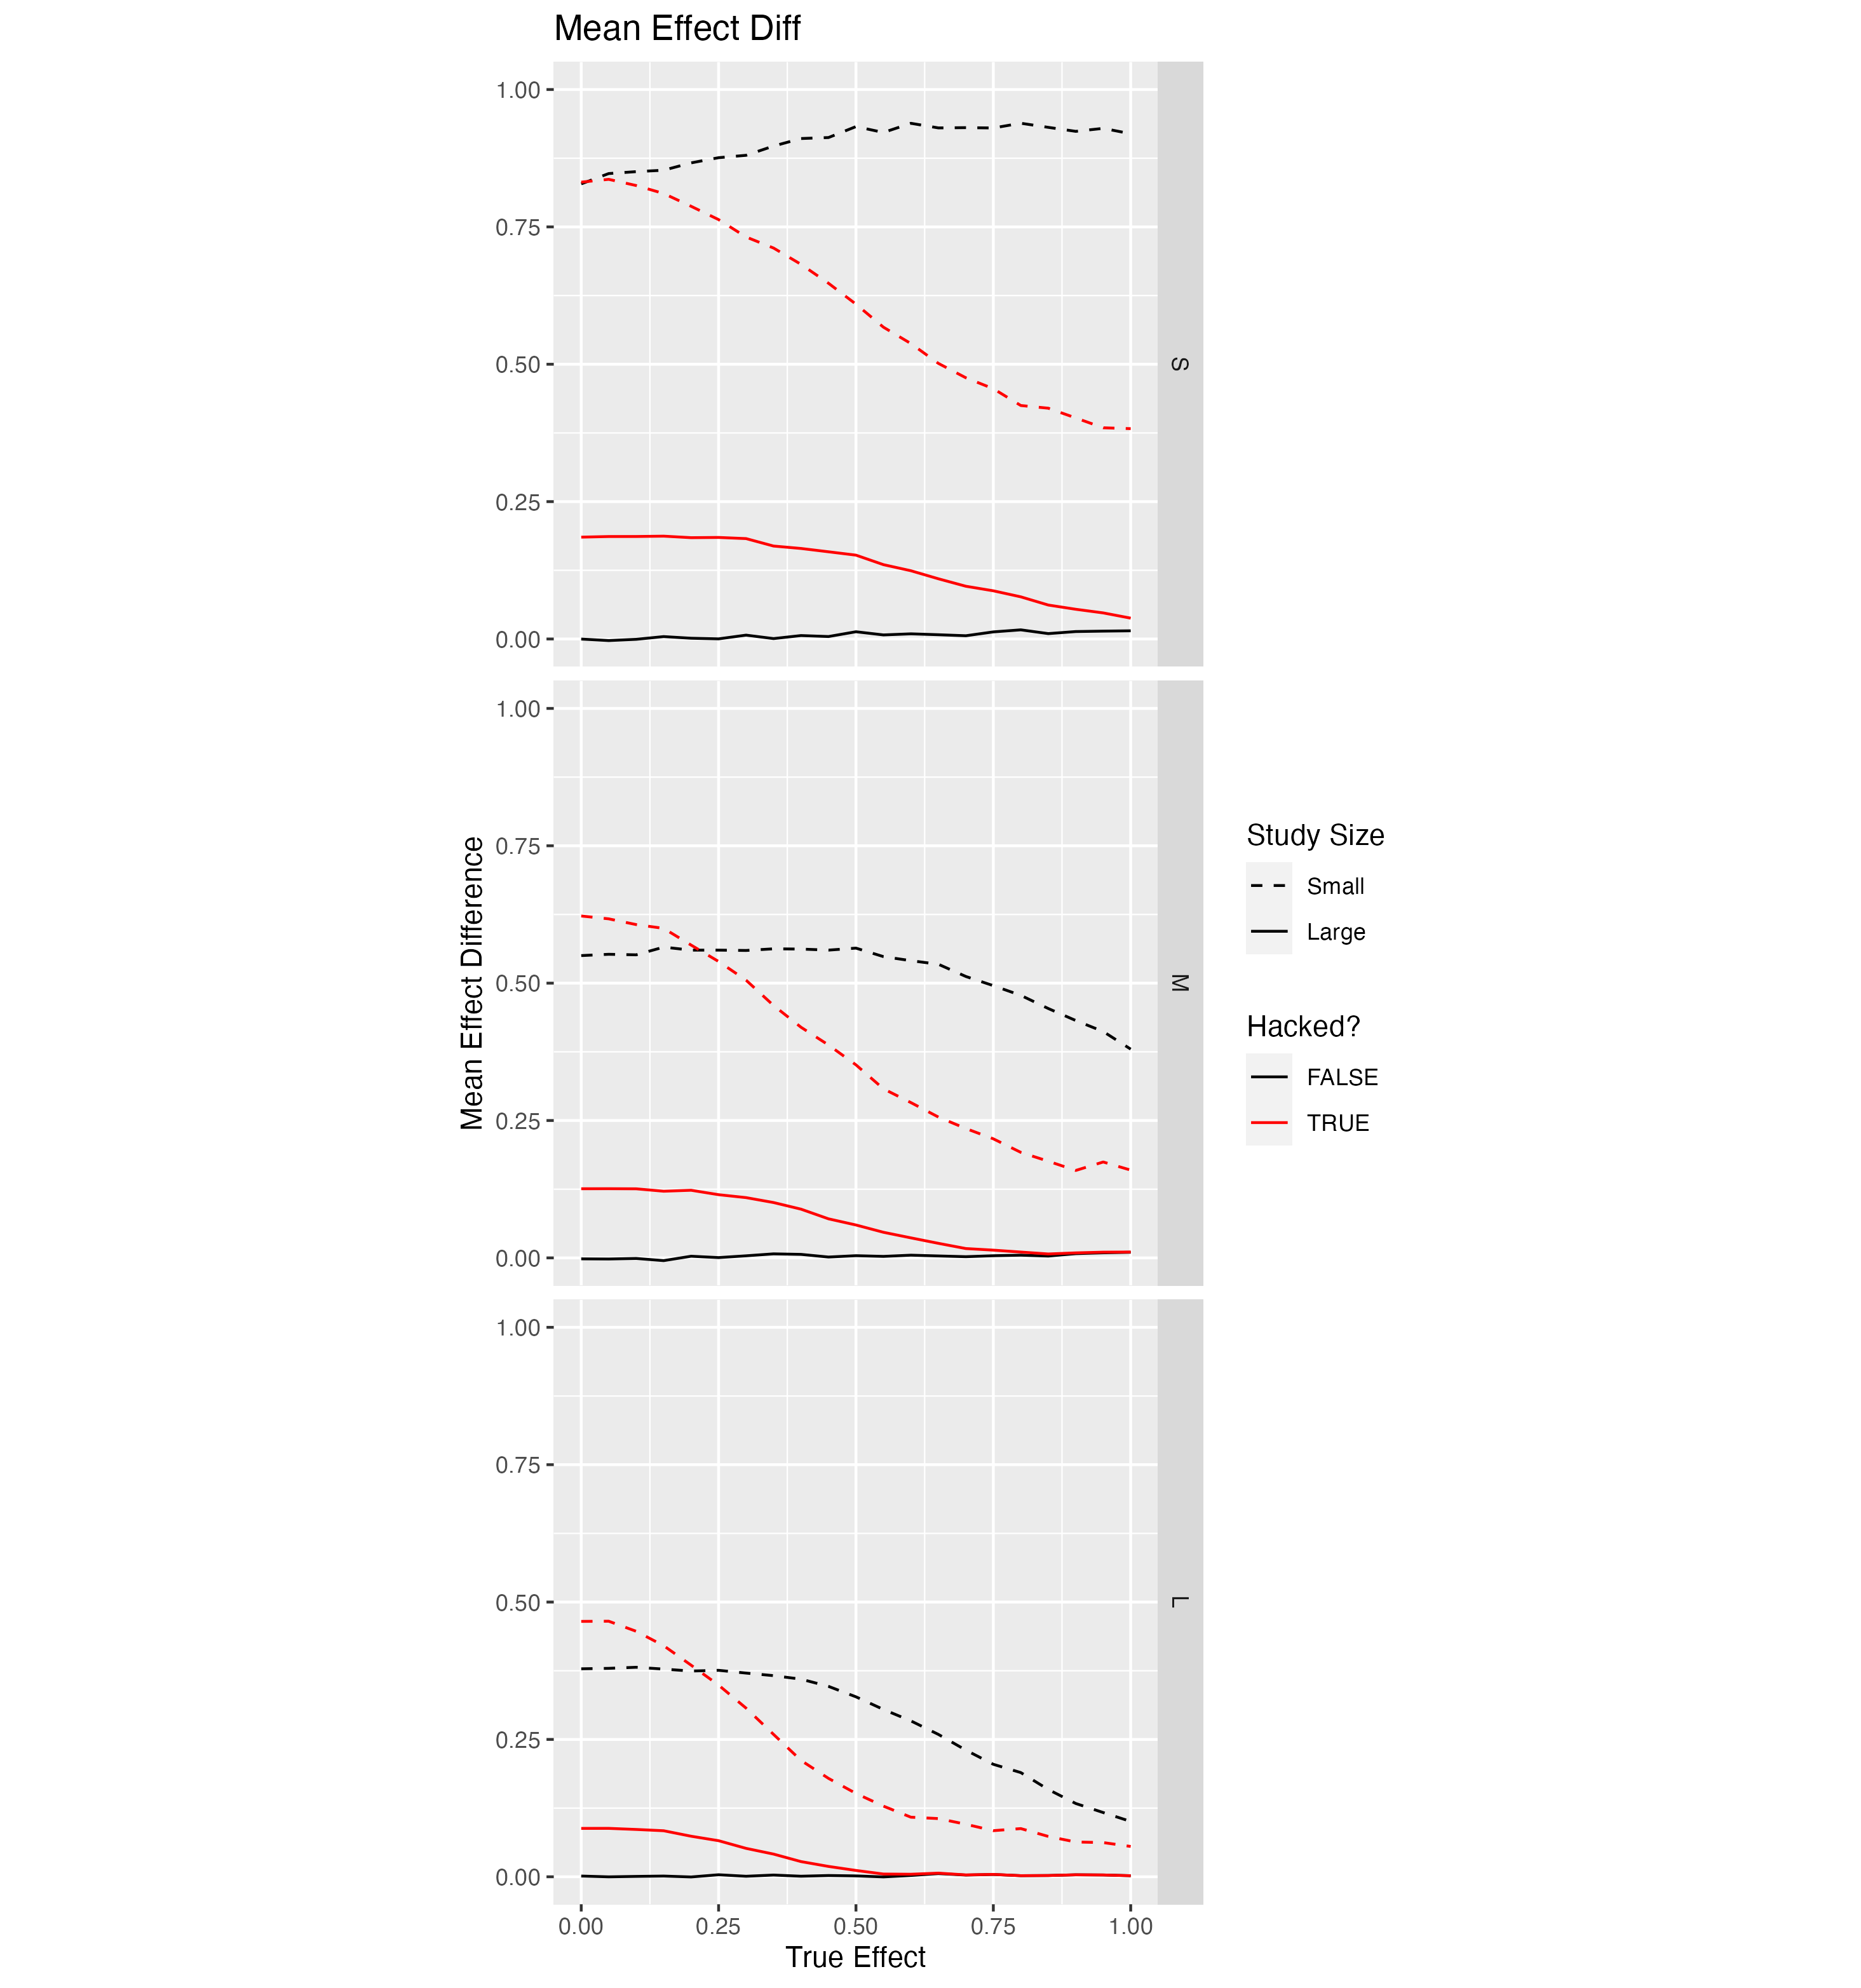 Mean Effect Diff
1.00
0.75
0.50
0.25
0.00
S
1.00
0.75
0.50
0.25
0.00
M
1.00
0.75
0.50
0.25
0.00
L
Mean Effect Difference
0.00 0.25 0.50 0.75 1.00
True Effect
Study Size
Small
Large
Hacked?
FALSE
TRUE